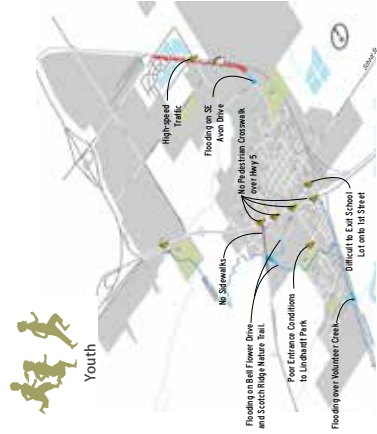 Youth
High-speed
Traffic
Flooding on SE
Avon Drive
No Pedestrian Crosswalk
over Hwy 5
No Sidewalks
Flooding on Bell Flower Drive
and Scotch Ridge Nature Trail.
Poor Entrance Conditions
to Lindhardt Park
Difficult to Exit School
Lot onto 1st Street
Flooding over Volunteer Creek